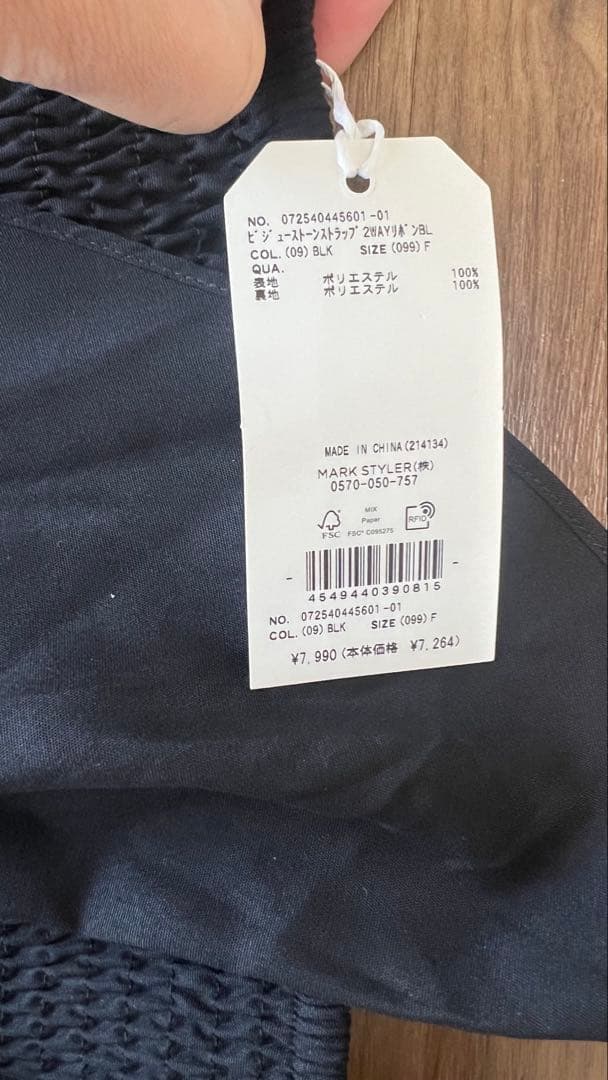 NO. 072540445601-01
ビジューストーンストラップ2WAYリボンBL
COL.(09)BLK SIZE(099)F
QUA.
表地 ポリエステル 100%
裏地 ポリエステル 100%
MADE IN CHINA(214134)
MARK STYLER(株)
0570-050-757
FSC
MIX
Paper
FSC® C095275
RFID
4549440390815
NO. 072540445601-01
COL.(09)BLK SIZE(099)F
¥7,990(本体価格 ¥7,264)